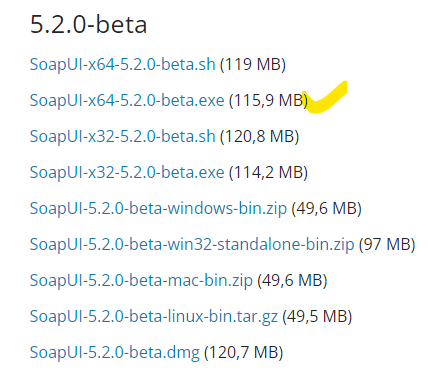 5.2.0-beta
SoapUI-x64-5.2.0-beta.sh (119 MB)
SoapUI-x64-5.2.0-beta.exe (115,9 MB)
SoapUI-x32-5.2.0-beta.sh (120,8 MB)
SoapUI-x32-5.2.0-beta.exe (114,2 MB)
SoapUI-5.2.0-beta-windows-bin.zip (49,6 MB)
SoapUI-5.2.0-beta-win32-standalone-bin.zip (97 MB)
SoapUI-5.2.0-beta-mac-bin.zip (49,6 MB)
SoapUI-5.2.0-beta-linux-bin.tar.gz (49,5 MB)
SoapUI-5.2.0-beta.dmg (120,7 MB)